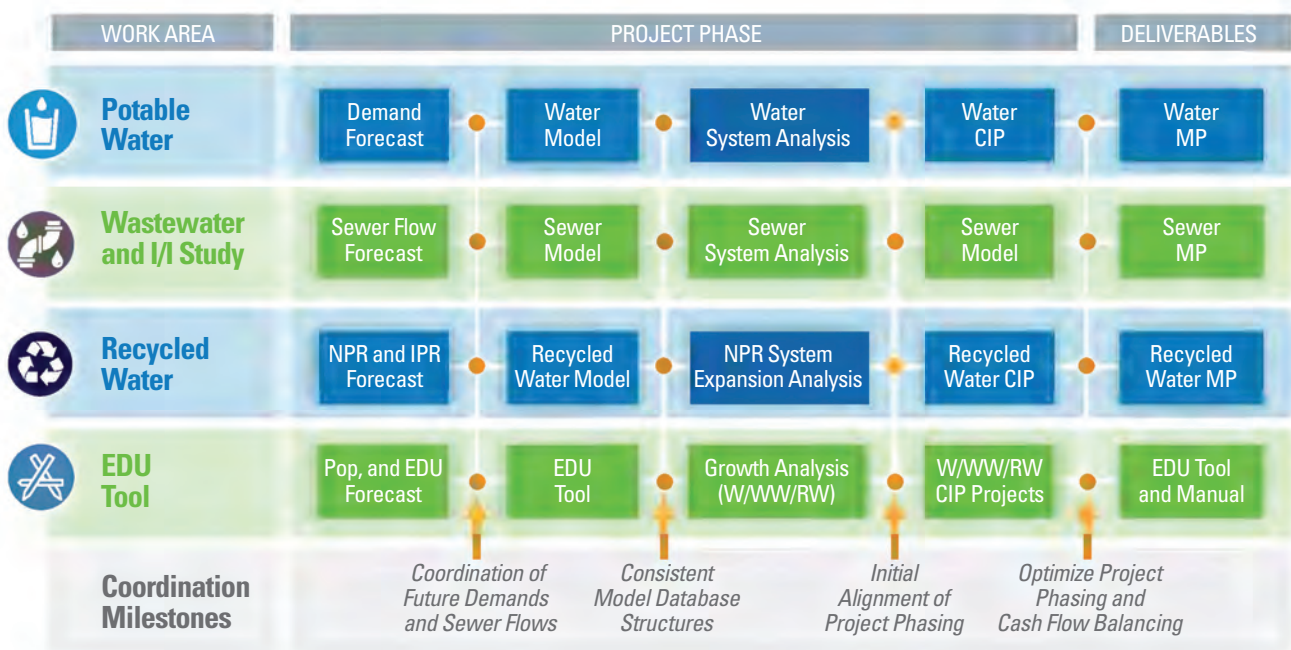 WORK AREA
PROJECT PHASE
DELIVERABLES
Potable
Water
Demand
Forecast
Water
Model
Water
System Analysis
Water
CIP
Water
MP
Wastewater
and I/I Study
Sewer Flow
Forecast
Sewer
Model
Sewer
System Analysis
Sewer
Model
Sewer
MP
Recycled
Water
NPR and IPR
Forecast
Recycled
Water Model
NPR System
Expansion Analysis
Recycled
Water CIP
Recycled
Water MP
EDU
Tool
Pop, and EDU
Forecast
EDU
Tool
Growth Analysis
(W/WW/RW)
W/WW/RW
CIP Projects
EDU Tool
and Manual
Coordination
Milestones
Coordination of
Future Demands
and Sewer Flows
Consistent
Model Database
Structures
Initial
Alignment of
Project Phasing
Optimize Project
Phasing and
Cash Flow Balancing